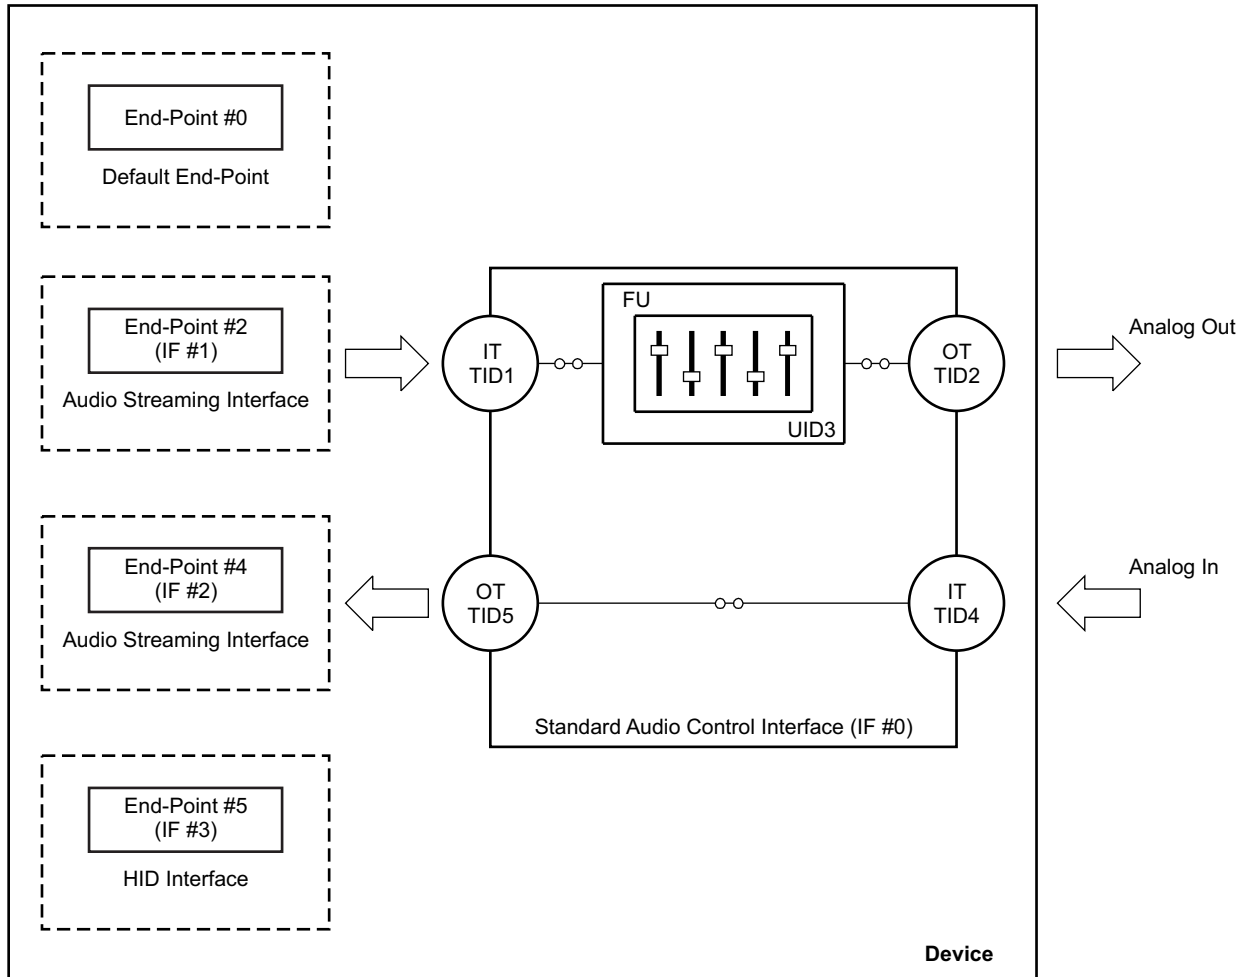 End-Point #0
Default End-Point
End-Point #2
(IF #1)
Audio Streaming Interface
FU
IT
TID1
UID3
OT
TID2
Analog Out
End-Point #4
(IF #2)
Audio Streaming Interface
OT
TID5
IT
TID4
Analog In
Standard Audio Control Interface (IF #0)
End-Point #5
(IF #3)
HID Interface
Device